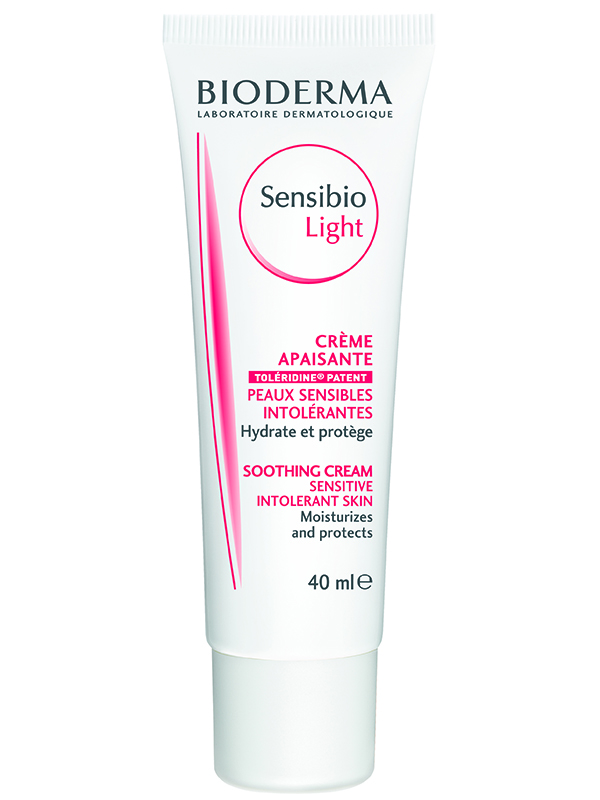 BIODERMA
LABORATOIRE DERMATOLOGIQUE
Sensibio
Light
CRÈME
APAISANTE
TOLÉRIDINE® PATENT
PEAUX SENSIBLES
INTOLÉRANTES
Hydrate et protège
SOOTHING CREAM
SENSITIVE
INTOLERANT SKIN
Moisturizes
and protects
40 ml℮